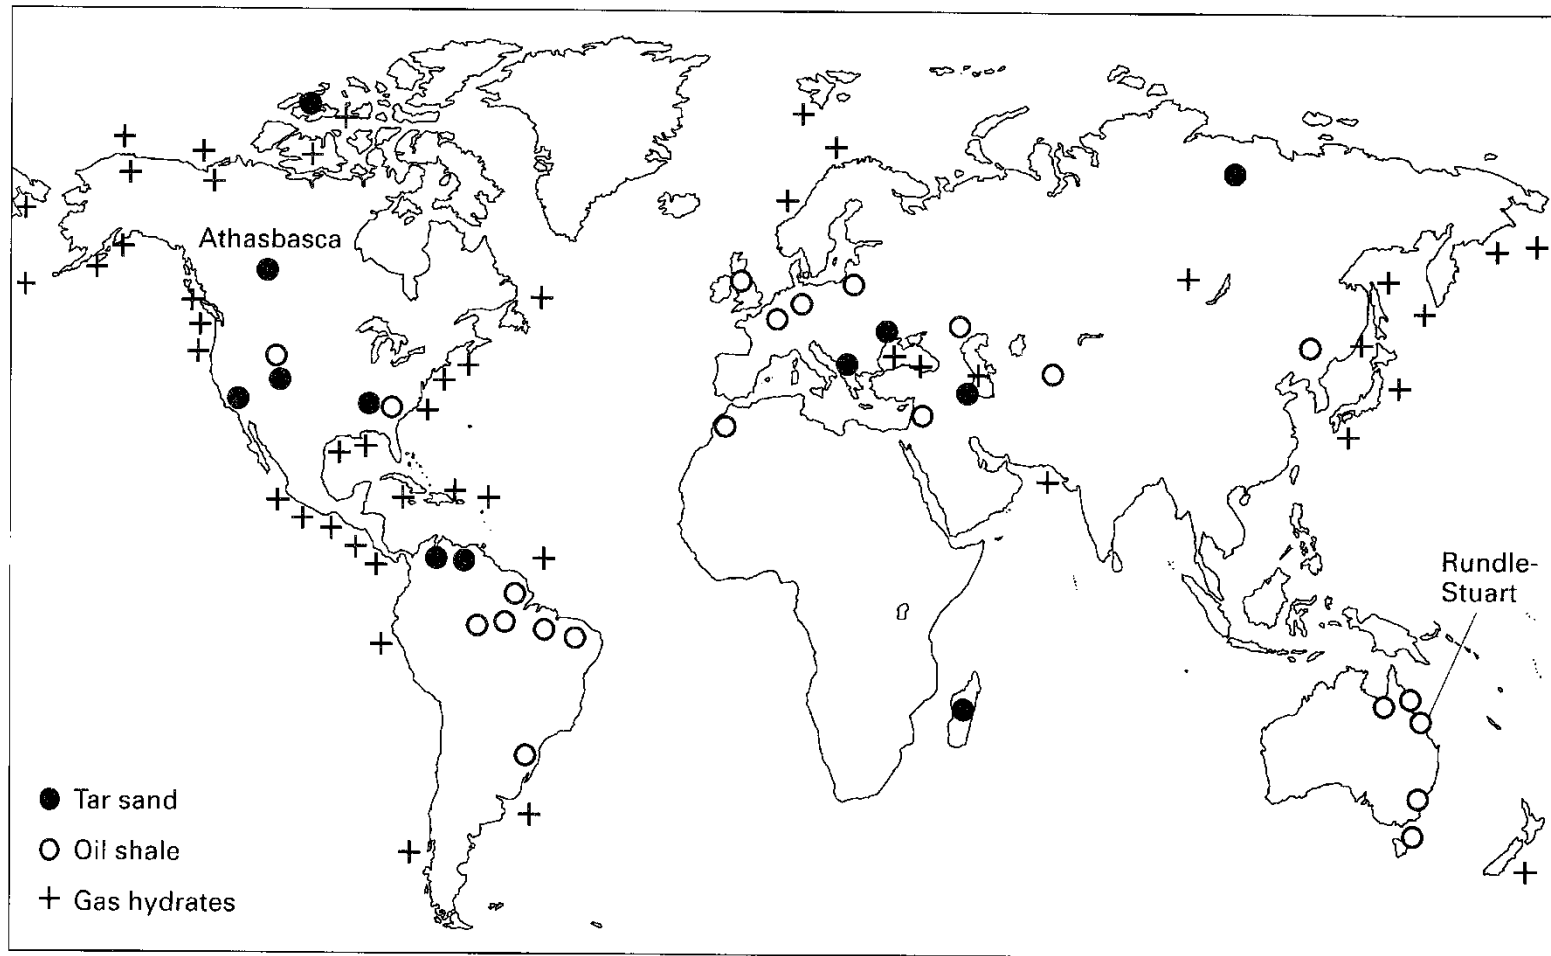 Athasbasca
Rundle-
Stuart
Tar sand
Oil shale
Gas hydrates